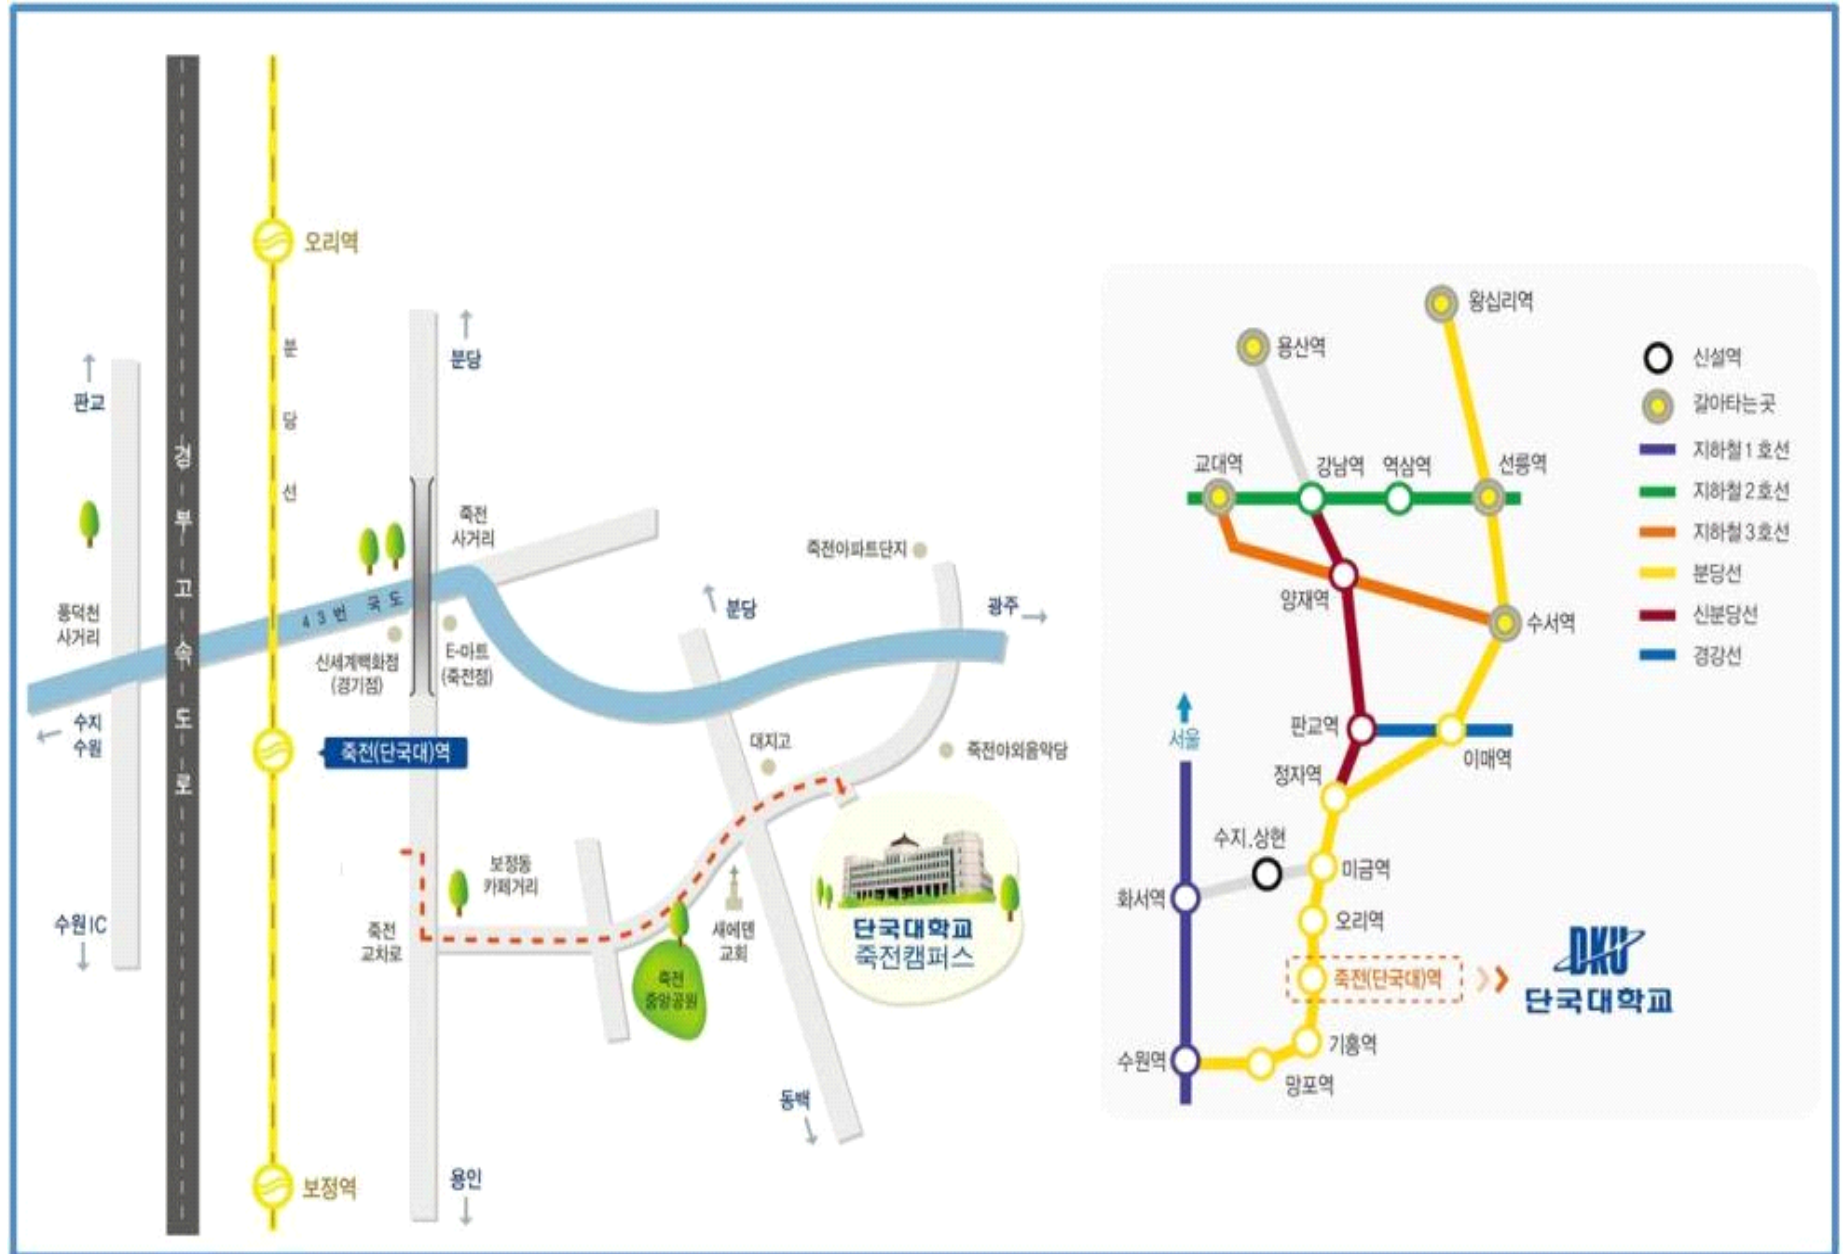 오리역
분
당
선
분당
판교
경
부
고
속
도
로
죽전
사거리
죽전아파트단지
43번 국도
풍덕천
사거리
분당
광주
신세계백화점
(경기점)
E-마트
(죽전점)
수지
수원
죽전(단국대)역
대지고
죽전야외음악당
보정동
카페거리
수원IC
죽전
교차로
새에덴
교회
단국대학교
죽전캠퍼스
죽전
중앙공원
동백
용인
보정역
왕십리역
용산역
교대역
강남역
역삼역
선릉역
양재역
수서역
서울
판교역
이매역
정자역
수지.상현
미금역
화서역
오리역
죽전(단국대)역
수원역
기흥역
망포역
DKU
단국대학교
신설역
갈아타는곳
지하철1호선
지하철2호선
지하철3호선
분당선
신분당선
경강선